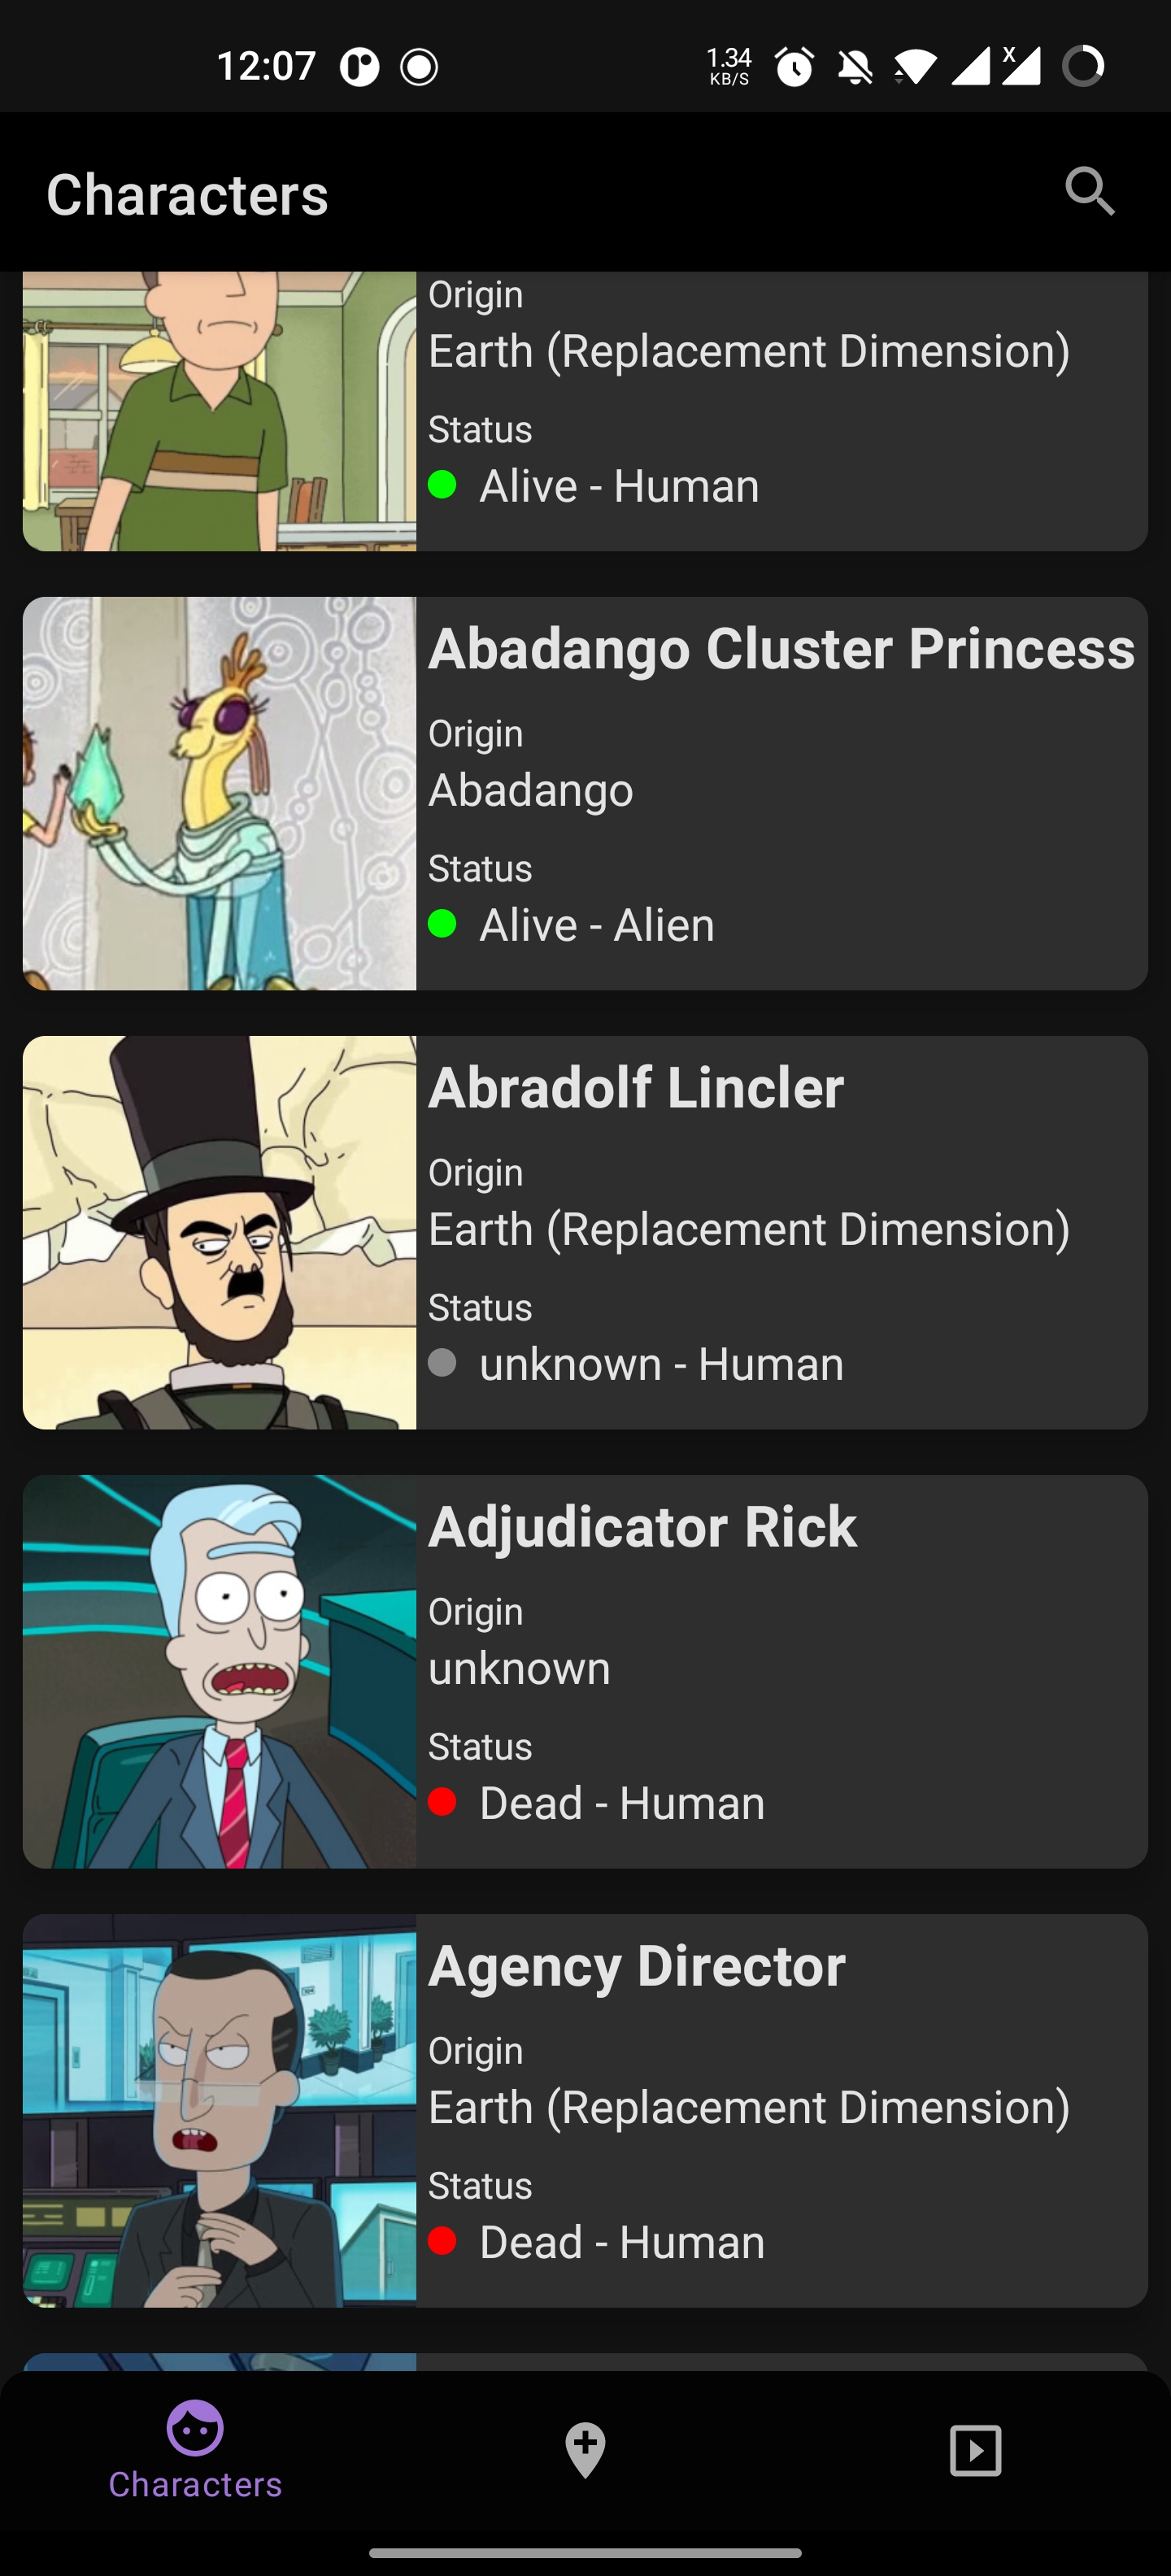 12:07
1.34
KB/S
X
Characters
Origin
Earth (Replacement Dimension)
Status
Alive - Human
Abadango Cluster Princess
Origin
Abadango
Status
Alive - Alien
Abradolf Lincler
Origin
Earth (Replacement Dimension)
Status
unknown - Human
Adjudicator Rick
Origin
unknown
Status
Dead - Human
Agency Director
Origin
Earth (Replacement Dimension)
Status
Dead - Human
Characters